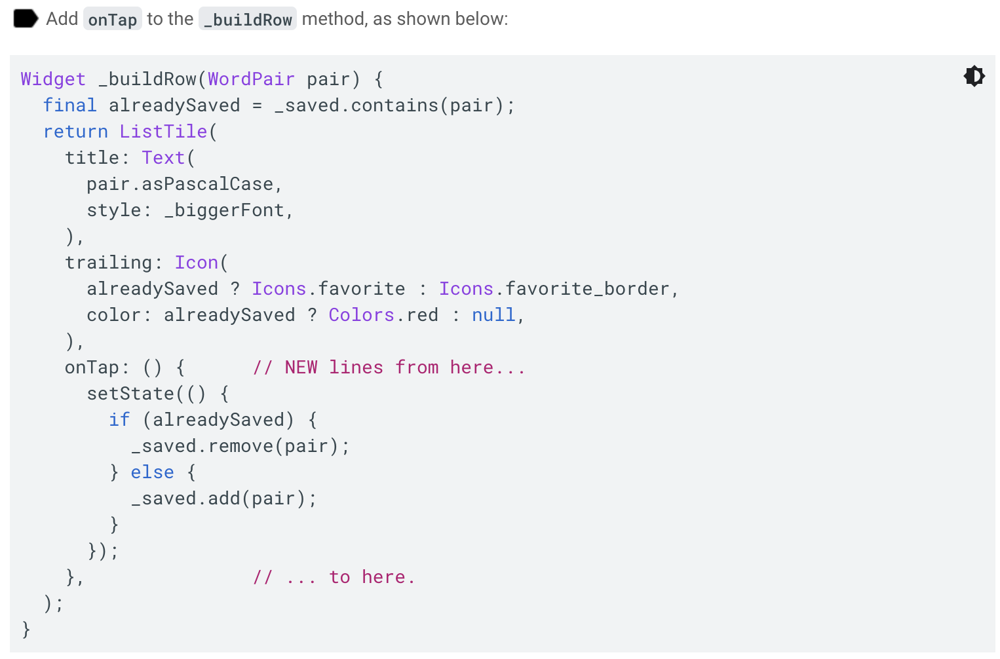 Add onTap to the _buildRow method, as shown below:
Widget _buildRow(WordPair pair) {
  final alreadySaved = _saved.contains(pair);
  return ListTile(
    title: Text(
      pair.asPascalCase,
      style: _biggerFont,
    ),
    trailing: Icon(
      alreadySaved ? Icons.favorite : Icons.favorite_border,
      color: alreadySaved ? Colors.red : null,
    ),
    onTap: () {      // NEW lines from here...
      setState(() {
        if (alreadySaved) {
          _saved.remove(pair);
        } else {
          _saved.add(pair);
        }
      });
    },               // ... to here.
  );
}